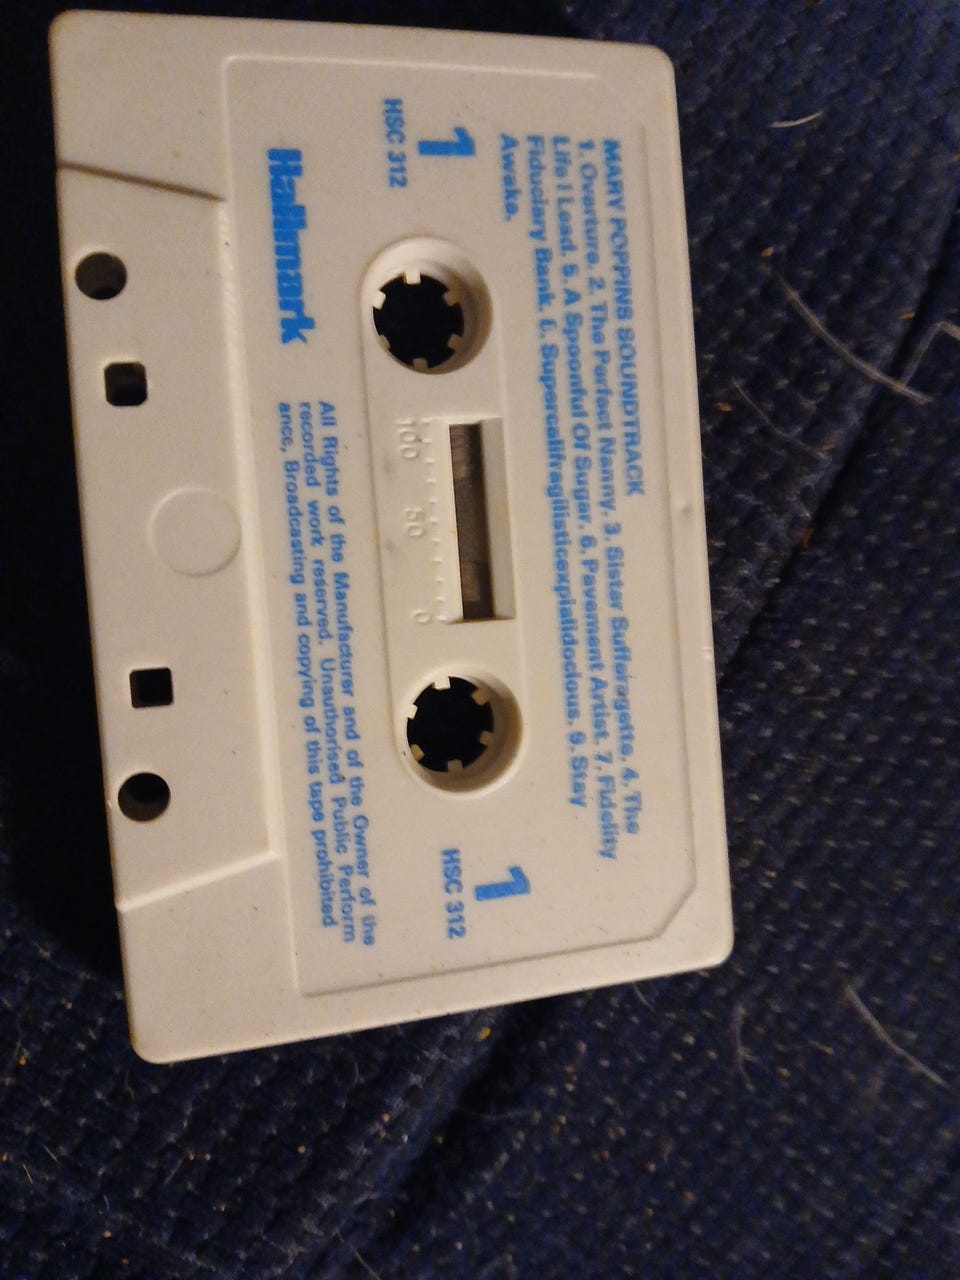 MARY POPPINS SOUNDTRACK
1. Overture. 2. The Perfect Nanny. 3. Sister Sufferagette. 4. The
Life I Lead. 5. A Spoonful Of Sugar. 6. Pavement Artist. 7. Fidelity
Fiduciary Bank. 8. Supercalifragilisticexpialidocious. 9. Stay
Awake.
1
HSC 312
1
HSC 312
100 50 0
Hallmark
All Rights of the Manufacturer and of the Owner of the
recorded work reserved. Unauthorised Public Perform
ance, Broadcasting and copying of this tape prohibited